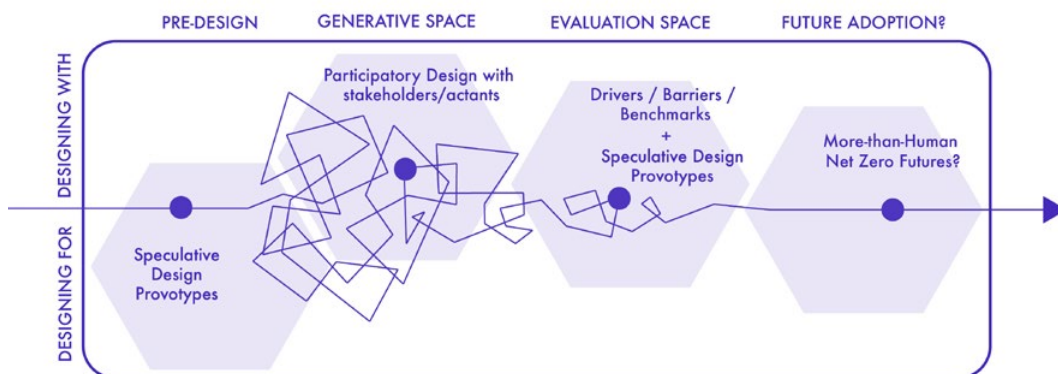 PRE-DESIGN
GENERATIVE SPACE
EVALUATION SPACE
FUTURE ADOPTION?
DESIGNING WITH
DESIGNING FOR
Speculative
Design
Provotypes
Participatory Design with
stakeholders/actants
Drivers / Barriers /
Benchmarks
+
Speculative Design
Provotypes
More-than-Human
Net Zero Futures?